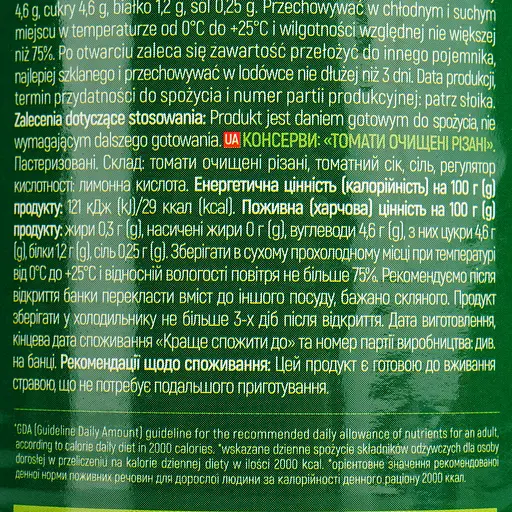 4,6 g, cukry 4,6 g, białko 1,2 g, sól 0,25 g. Przechowywać w chłodnym i suchym
miejscu w temperaturze od 0°C do +25°C i wilgotności względnej nie większej
niż 75%. Po otwarciu zaleca się zawartość przełożyć do innego pojemnika,
najlepiej szklanego i przechowywać w lodówce nie dłużej niż 3 dni. Data produkcji,
termin przydatności do spożycia i numer partii produkcyjnej: patrz słoika.
Zalecenia dotyczące stosowania: Produkt jest daniem gotowym do spożycia, nie
wymagającym dalszego gotowania. UA КОНСЕРВИ: «ТОМАТИ ОЧИЩЕНІ РІЗАНІ».
Пастеризовані. Склад: томати очищені різані, томатний сік, сіль, регулятор
кислотності: лимонна кислота. Енергетична цінність (калорійність) на 100 г (g)
продукту: 121 кДж (kJ)/29 ккал (kcal). Поживна (харчова) цінність на 100 г (g)
продукту: жири 0,3 г (g), насичені жири 0 г (g), вуглеводи 4,6 г (g), з них цукри 4,6 г
(g), білки 1,2 г (g), сіль 0,25 г (g). Зберігати в сухому прохолодному місці при температурі
від 0°С до +25°С і відносній вологості повітря не більше 75%. Рекомендуємо після
відкриття банки перекласти вміст до іншого посуду, бажано скляного. Продукт
зберігати у холодильнику не більше 3-х діб після відкриття. Дата виготовлення,
кінцева дата споживання «Краще спожити до» та номер партії виробництва: див.
на банці. Рекомендації щодо споживання: Цей продукт є готовою до вживання
стравою, що не потребує подальшого приготування.
*GDA (Guideline Daily Amount) guideline for the recommended daily allowance of nutrients for an adult,
according to calorie daily diet in 2000 calories. *wskazane dzienne spożycie składników odżywczych dla osoby
dorosłej w przeliczeniu na kalorie dziennej diety w ilości 2000 kcal. *орієнтовне значення рекомендованої
денної норми поживних речовин для дорослої людини за калорійності денного раціону 2000 ккал.